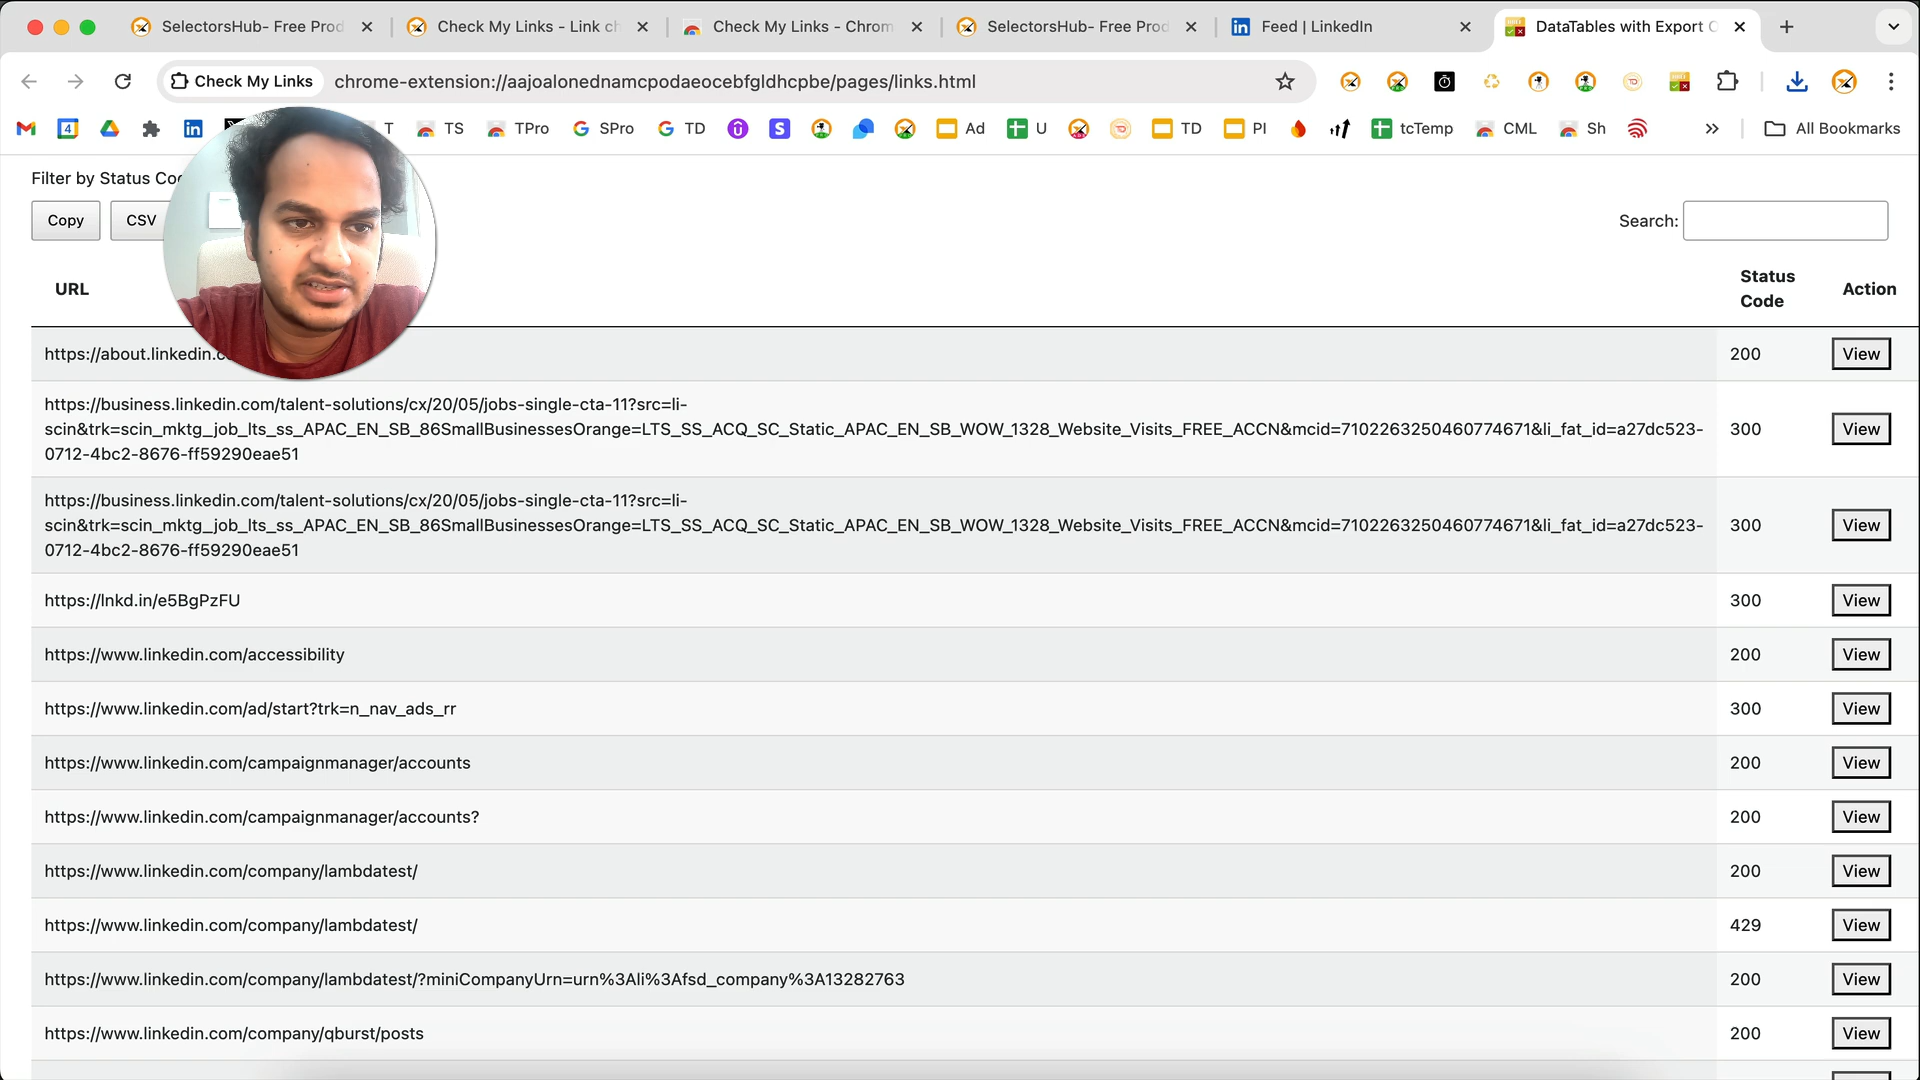 SelectorsHub- Free Prod
Check My Links - Link ch
Check My Links - Chrom
SelectorsHub- Free Prod
Feed | LinkedIn
DataTables with Export O
Check My Links
chrome-extension://aajoalonednamcpodaeocebfgldhcpbe/pages/links.html
T
TS
TPro
SPro
TD
Ad
U
TD
PI
tcTemp
CML
Sh
All Bookmarks
Filter by Status
Copy
CSV
Search:
URL
Status
Code
Action
https://about.linkedin.
200
View
https://business.linkedin.com/talent-solutions/cx/20/05/jobs-single-cta-11?src=li-
scin&trk=scin_mktg_job_lts_ss_APAC_EN_SB_86SmallBusinessesOrange=LTS_SS_ACQ_SC_Static_APAC_EN_SB_WOW_1328_Website_Visits_FREE_ACCN&mcid=7102263250460774671&li_fat_id=a27dc523-
0712-4bc2-8676-ff59290eae51
300
View
https://business.linkedin.com/talent-solutions/cx/20/05/jobs-single-cta-11?src=li-
scin&trk=scin_mktg_job_lts_ss_APAC_EN_SB_86SmallBusinessesOrange=LTS_SS_ACQ_SC_Static_APAC_EN_SB_WOW_1328_Website_Visits_FREE_ACCN&mcid=7102263250460774671&li_fat_id=a27dc523-
0712-4bc2-8676-ff59290eae51
300
View
https://lnkd.in/e5BgPzFU
300
View
https://www.linkedin.com/accessibility
200
View
https://www.linkedin.com/ad/start?trk=n_nav_ads_rr
300
View
https://www.linkedin.com/campaignmanager/accounts
200
View
https://www.linkedin.com/campaignmanager/accounts?
200
View
https://www.linkedin.com/company/lambdatest/
200
View
https://www.linkedin.com/company/lambdatest/
429
View
https://www.linkedin.com/company/lambdatest/?miniCompanyUrn=urn%3Ali%3Afsd_company%3A13282763
200
View
https://www.linkedin.com/company/qburst/posts
200
View